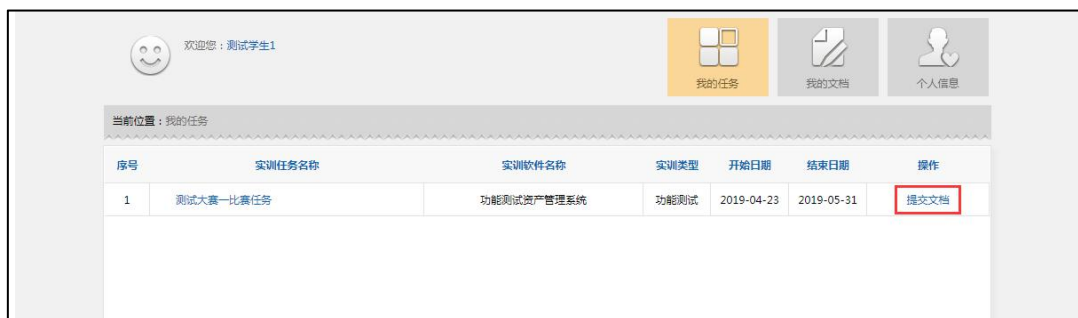 欢迎您：测试学生1
我的任务 我的文档 个人信息
当前位置：我的任务
序号 实训任务名称 实训软件名称 实训类型 开始日期 结束日期 操作
1 测试大赛一比赛任务 功能测试资产管理系统 功能测试 2019-04-23 2019-05-31 提交文档